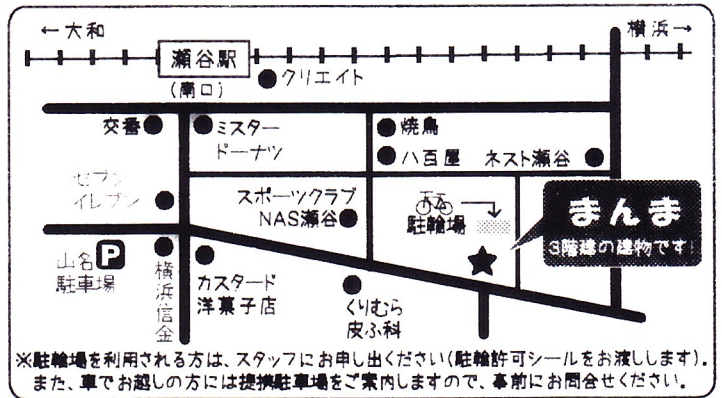 ←大和
横浜→
瀬谷駅
(南口)
クリエイト
交番
ミスター
ドーナツ
焼鳥
八百屋
ネスト瀬谷
セブン
イレブン
スポーツクラブ
NAS瀬谷
駐輪場
まんま
3階建の建物です!
山名
駐車場
P
横浜信金
カスタード
洋菓子店
くりむら
皮ふ科
※駐輪場を利用される方は、スタッフにお申し出ください(駐輪許可シールをお渡しします)。
また、車でお越しの方には提携駐車場をご案内しますので、事前にお問合せください。